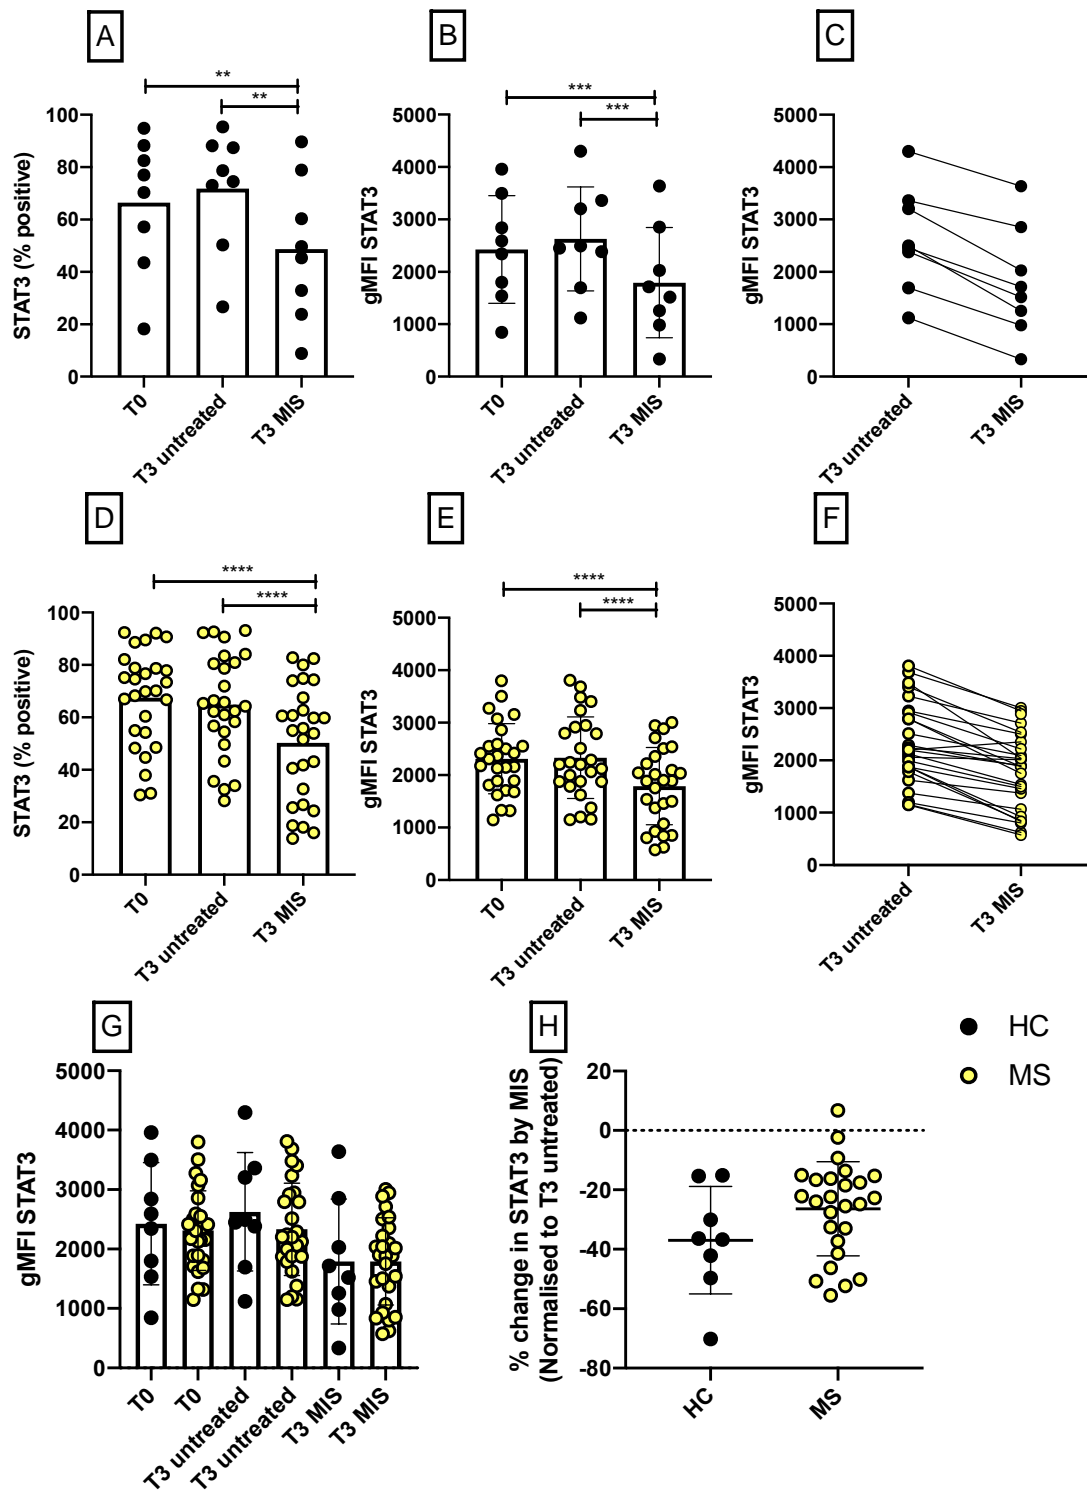 A
B
C
**
**
STAT3 (% positive)
100
80
60
40
20
0
T0
T3 untreated
T3 MIS
***
***
gMFI STAT3
5000
4000
3000
2000
1000
0
T0
T3 untreated
T3 MIS
gMFI STAT3
5000
4000
3000
2000
1000
0
T3 untreated
T3 MIS
D
E
F
****
****
STAT3 (% positive)
100
80
60
40
20
0
T0
T3 untreated
T3 MIS
****
****
gMFI STAT3
5000
4000
3000
2000
1000
0
T0
T3 untreated
T3 MIS
gMFI STAT3
5000
4000
3000
2000
1000
0
T3 untreated
T3 MIS
G
H
HC
MS
gMFI STAT3
5000
4000
3000
2000
1000
0
T0
T0
T3 untreated
T3 untreated
T3 MIS
T3 MIS
% change in STAT3 by MIS
(Normalised to T3 untreated)
20
0
-20
-40
-60
-80
HC
MS